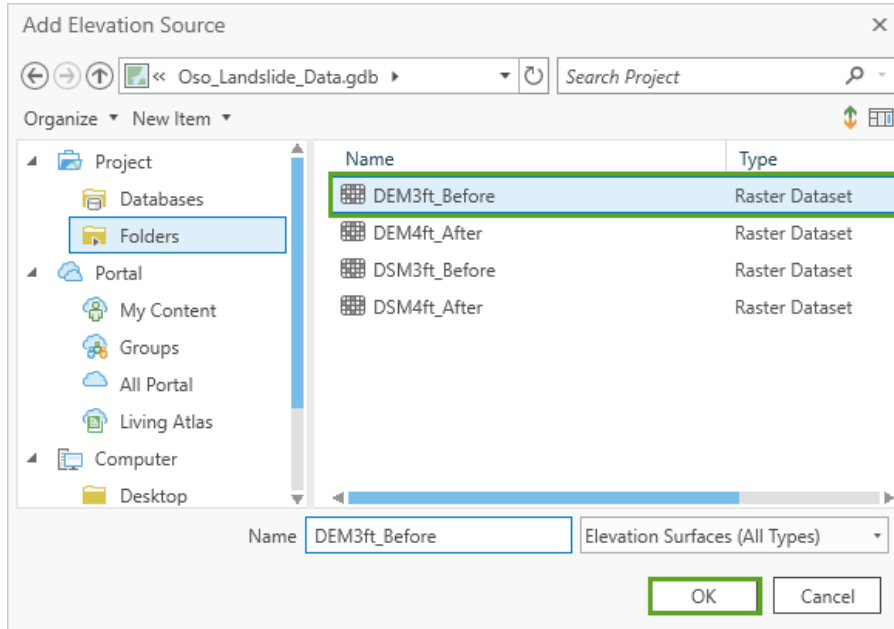 Add Elevation Source
« Oso_Landslide_Data.gdb
Search Project
Organize New Item
Project
Databases
Folders
Portal
My Content
Groups
All Portal
Living Atlas
Computer
Desktop
Name Type
DEM3ft_Before Raster Dataset
DEM4ft_After Raster Dataset
DSM3ft_Before Raster Dataset
DSM4ft_After Raster Dataset
Name DEM3ft_Before Elevation Surfaces (All Types)
OK Cancel